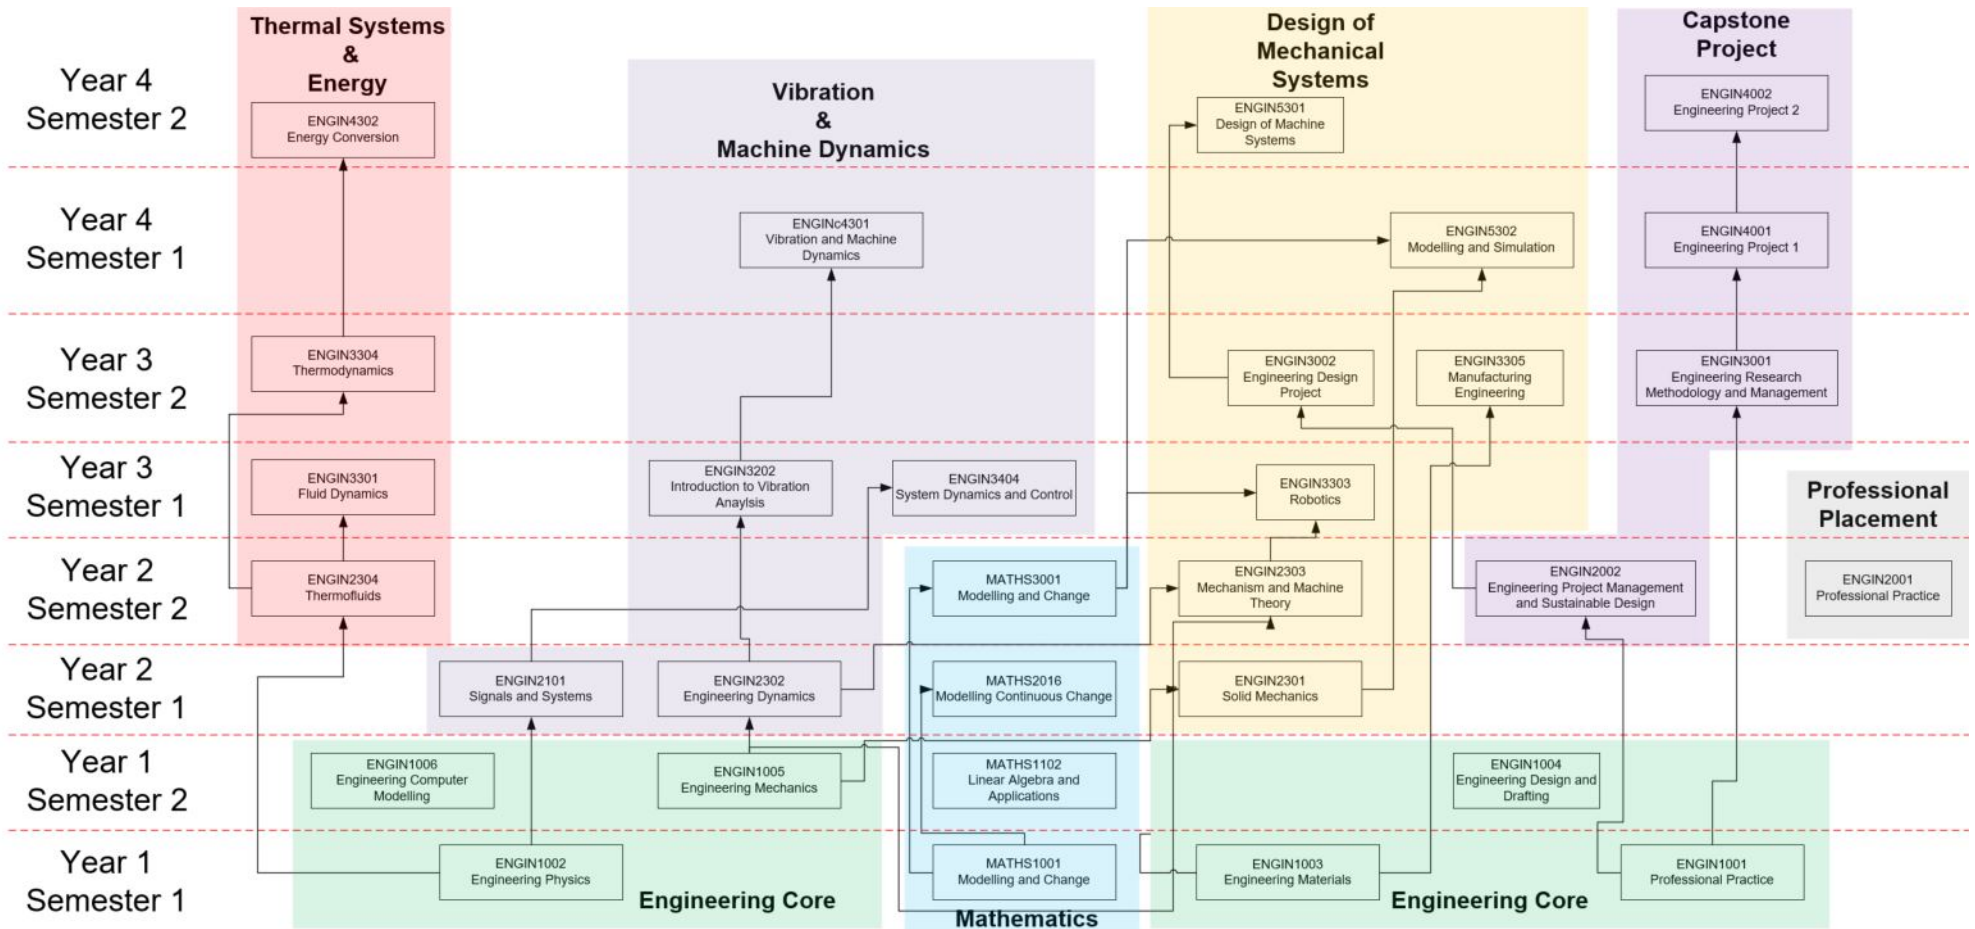 Thermal Systems
&
Energy
Vibration
&
Machine Dynamics
Design of
Mechanical
Systems
Capstone
Project
Year 4
Semester 2
ENGIN4302
Energy Conversion
ENGIN5301
Design of Machine
Systems
ENGIN4002
Engineering Project 2
Year 4
Semester 1
ENGINc4301
Vibration and Machine
Dynamics
ENGIN5302
Modelling and Simulation
ENGIN4001
Engineering Project 1
Year 3
Semester 2
ENGIN3304
Thermodynamics
ENGIN3002
Engineering Design
Project
ENGIN3305
Manufacturing
Engineering
ENGIN3001
Engineering Research
Methodology and Management
Year 3
Semester 1
ENGIN3301
Fluid Dynamics
ENGIN3202
Introduction to Vibration
Anaylsis
ENGIN3404
System Dynamics and Control
ENGIN3303
Robotics
Professional
Placement
Year 2
Semester 2
ENGIN2304
Thermofluids
MATHS3001
Modelling and Change
ENGIN2303
Mechanism and Machine
Theory
ENGIN2002
Engineering Project Management
and Sustainable Design
ENGIN2001
Professional Practice
Year 2
Semester 1
ENGIN2101
Signals and Systems
ENGIN2302
Engineering Dynamics
MATHS2016
Modelling Continuous Change
ENGIN2301
Solid Mechanics
Year 1
Semester 2
ENGIN1006
Engineering Computer
Modelling
ENGIN1005
Engineering Mechanics
MATHS1102
Linear Algebra and
Applications
ENGIN1004
Engineering Design and
Drafting
Year 1
Semester 1
ENGIN1002
Engineering Physics
MATHS1001
Modelling and Change
ENGIN1003
Engineering Materials
ENGIN1001
Professional Practice
Engineering Core
Mathematics
Engineering Core